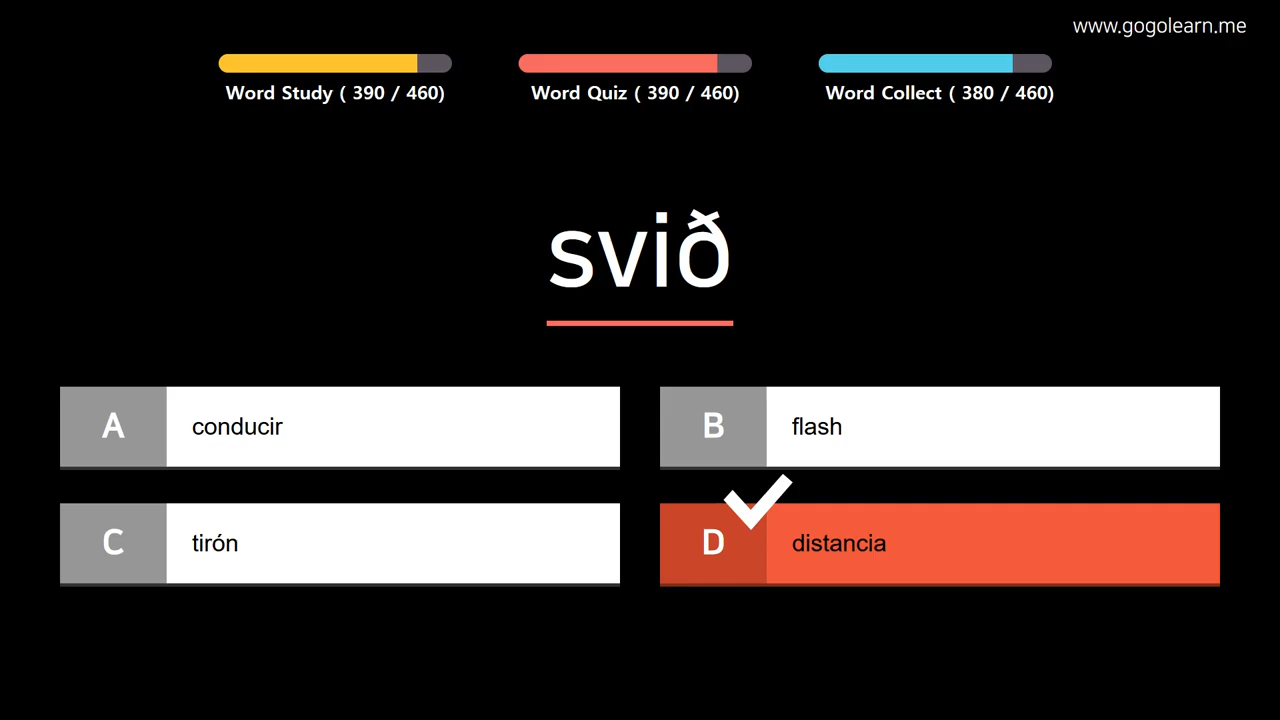 www.gogolearn.me
Word Study ( 390 / 460)
Word Quiz ( 390 / 460)
Word Collect ( 380 / 460)
svið
A
conducir
B
flash
C
tirón
D
distancia